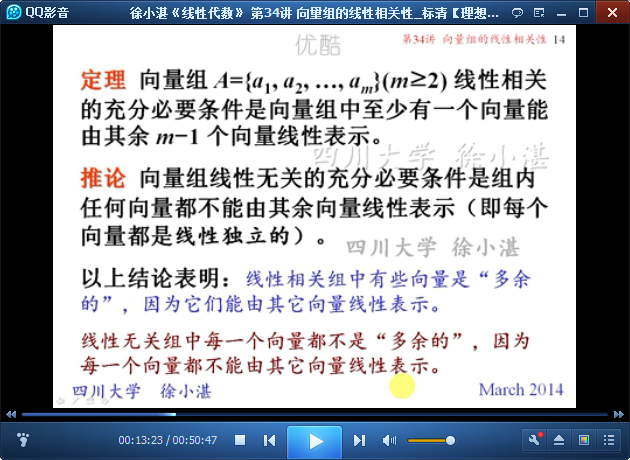 QQ影音
徐小湛《线性代数》 第34讲 向量组的线性相关性_标清【理想...
优酷
第34讲 向量组的线性相关性 14
定理 向量组 A={a1, a2, …, am}(m≥2) 线性相关
的充分必要条件是向量组中至少有一个向量能
由其余 m−1 个向量线性表示。
四川大学 徐小湛
推论 向量组线性无关的充分必要条件是组内
任何向量都不能由其余向量线性表示（即每个
向量都是线性独立的）。
四川大学 徐小湛
以上结论表明：线性相关组中有些向量是“多余
的”，因为它们能由其它向量线性表示。
线性无关组中每一个向量都不是“多余的”，因为
每一个向量都不能由其它向量线性表示。
四川大学 徐小湛
March 2014
00:13:23 / 00:50:47